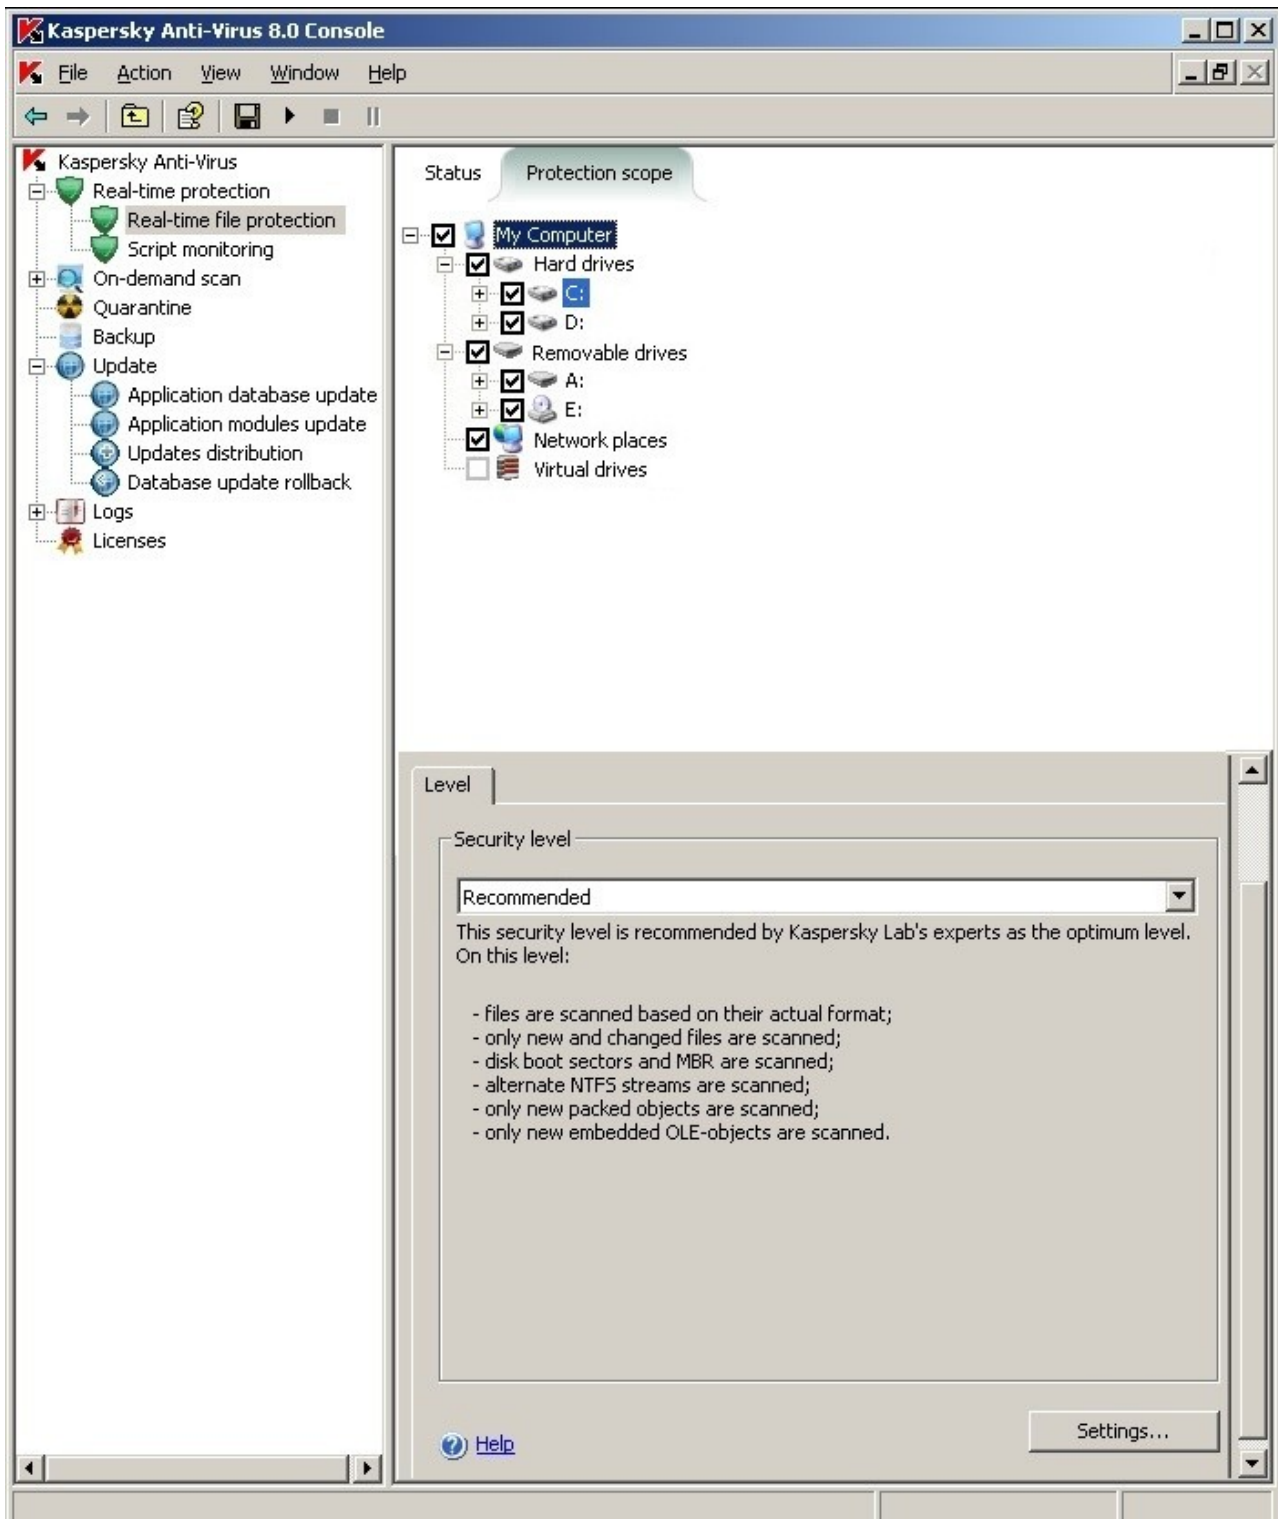 Kaspersky Anti-Virus 8.0 Console
File Action View Window Help
Kaspersky Anti-Virus
Real-time protection
Real-time file protection
Script monitoring
On-demand scan
Quarantine
Backup
Update
Application database update
Application modules update
Updates distribution
Database update rollback
Logs
Licenses
Status Protection scope
My Computer
Hard drives
C:
D:
Removable drives
A:
E:
Network places
Virtual drives
Level
Security level
Recommended
This security level is recommended by Kaspersky Lab's experts as the optimum level.
On this level:
- files are scanned based on their actual format;
- only new and changed files are scanned;
- disk boot sectors and MBR are scanned;
- alternate NTFS streams are scanned;
- only new packed objects are scanned;
- only new embedded OLE-objects are scanned.
Help
Settings...